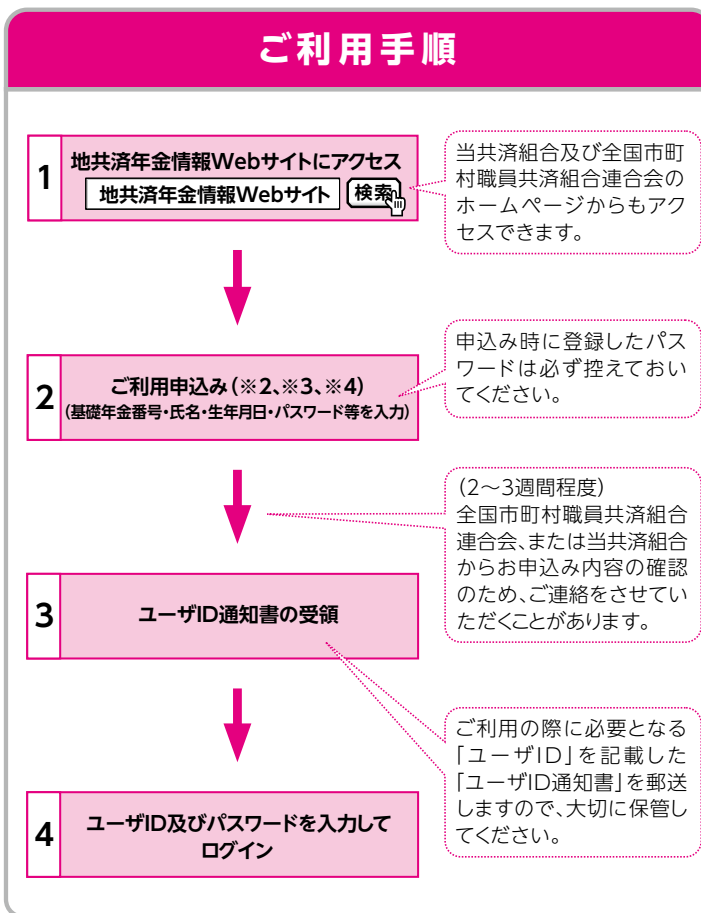 ご利用手順
1
地共済年金情報Webサイトにアクセス
地共済年金情報Webサイト 検索
当共済組合及び全国市町
村職員共済組合連合会の
ホームページからもアク
セスできます。
2
ご利用申込み(※2、※3、※4)
(基礎年金番号・氏名・生年月日・パスワード等を入力)
申込み時に登録したパス
ワードは必ず控えておい
てください。
(2〜3週間程度)
全国市町村職員共済組合
連合会、または当共済組合
からお申込み内容の確認
のため、ご連絡をさせてい
ただくことがあります。
3
ユーザID通知書の受領
ご利用の際に必要となる
「ユーザID」を記載した
「ユーザID通知書」を郵送
しますので、大切に保管し
てください。
4
ユーザID及びパスワードを入力して
ログイン